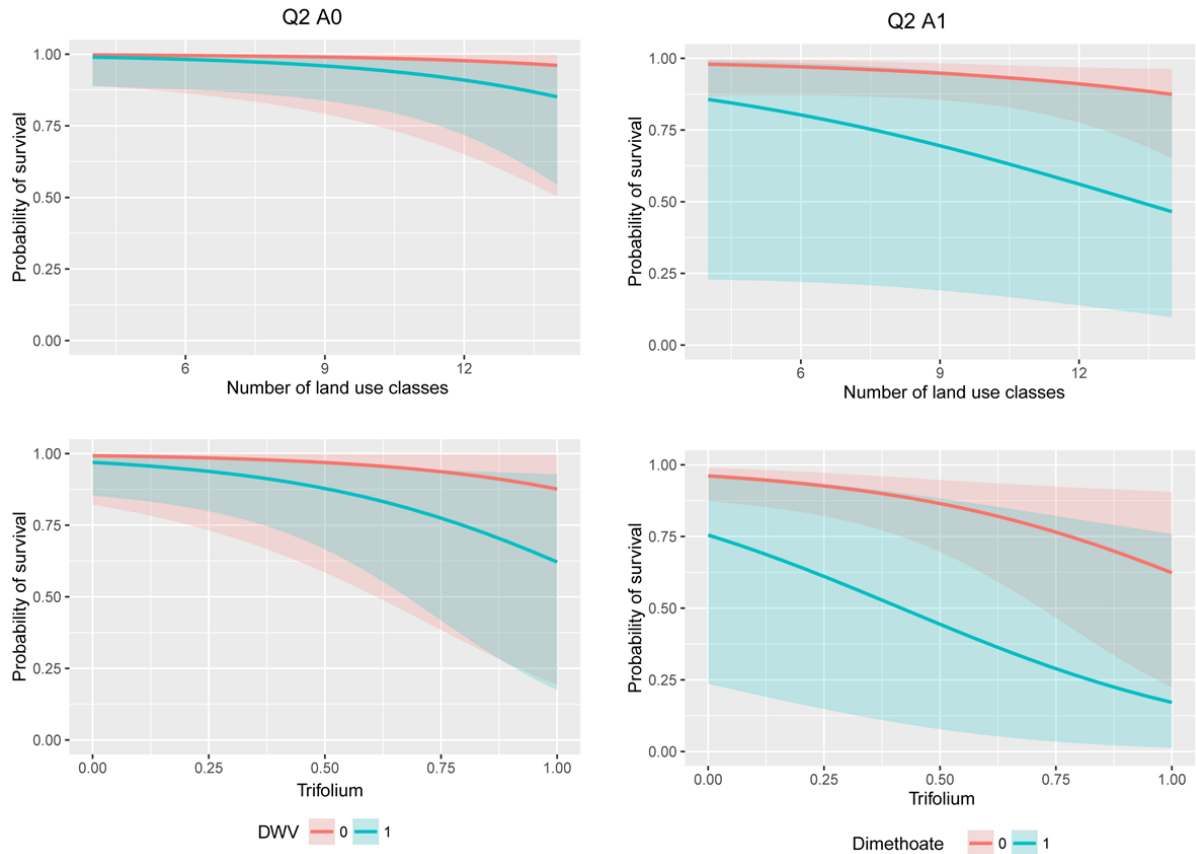 Q2 A0
Q2 A1
Probability of survival
1.00
0.75
0.50
0.25
0.00
6 9 12
Number of land use classes
Probability of survival
1.00
0.75
0.50
0.25
0.00
6 9 12
Number of land use classes
Probability of survival
1.00
0.75
0.50
0.25
0.00
0.00 0.25 0.50 0.75 1.00
Trifolium
DWV 0 1
Probability of survival
1.00
0.75
0.50
0.25
0.00
0.00 0.25 0.50 0.75 1.00
Trifolium
Dimethoate 0 1